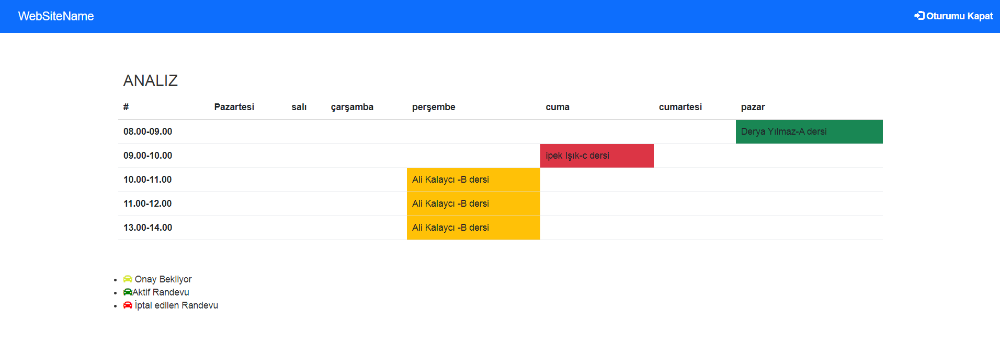 WebSiteName
Oturumu Kapat
ANALIZ
# Pazartesi salı çarşamba perşembe cuma cumartesi pazar
08.00-09.00 Derya Yılmaz-A dersi
09.00-10.00 ipek Işık-c dersi
10.00-11.00 Ali Kalaycı -B dersi
11.00-12.00 Ali Kalaycı -B dersi
13.00-14.00 Ali Kalaycı -B dersi
Onay Bekliyor
Aktif Randevu
İptal edilen Randevu